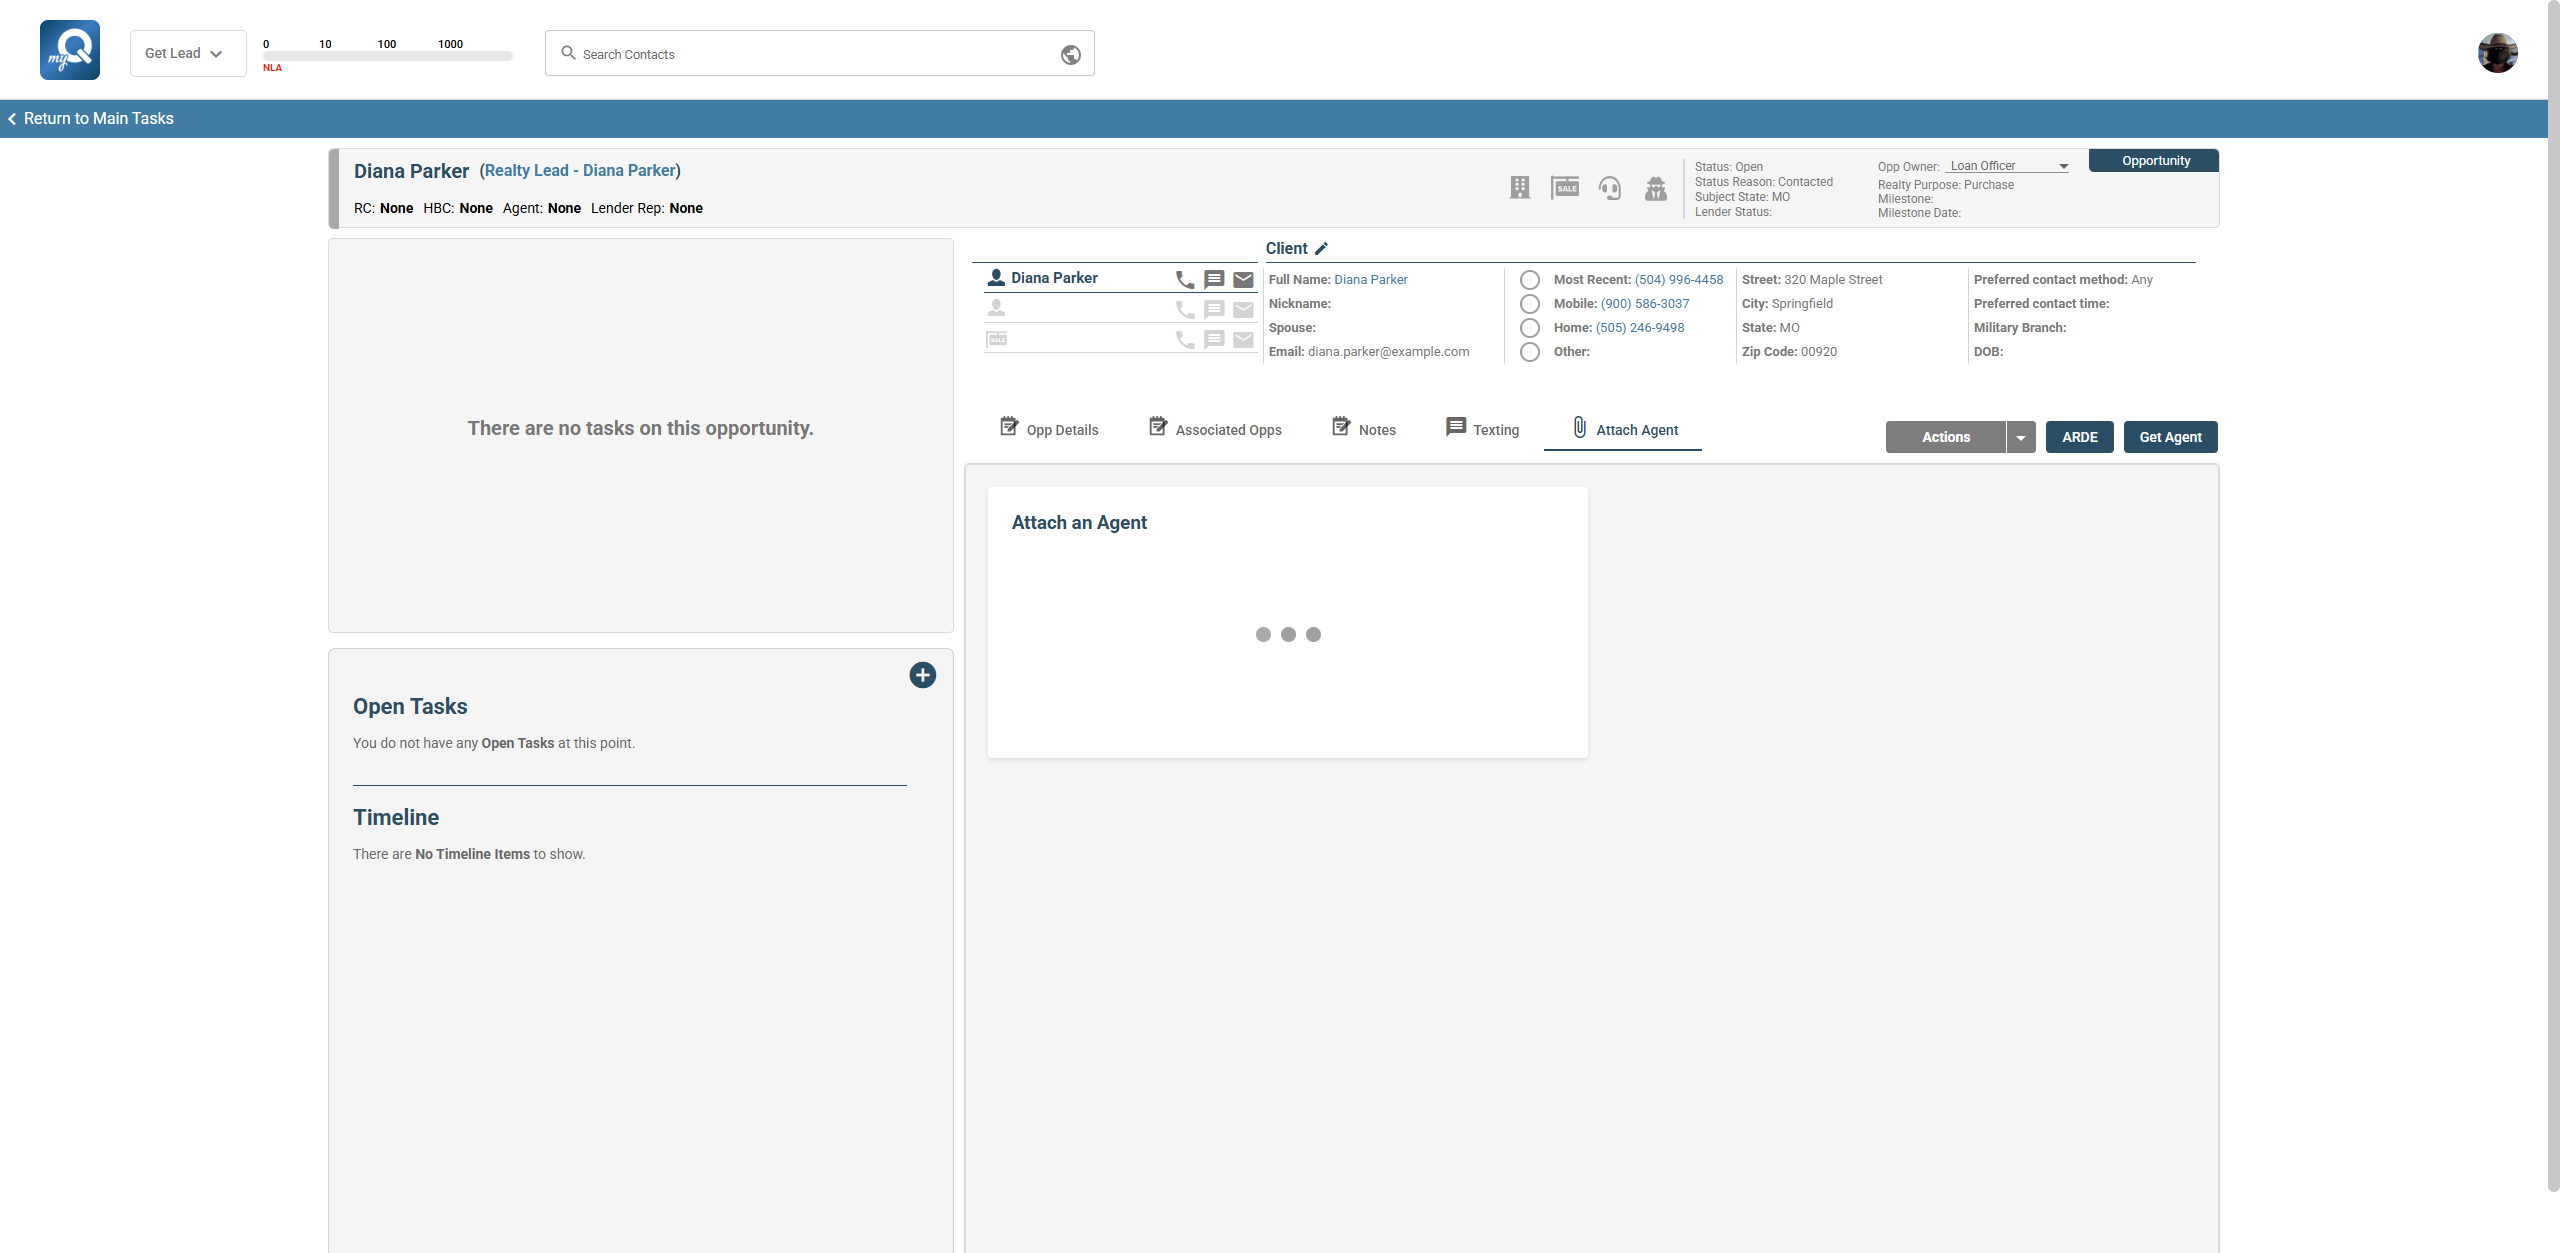 myQ
Get Lead
0 10 100 1000
NLA
Search Contacts
Return to Main Tasks
Diana Parker (Realty Lead - Diana Parker)
RC: None HBC: None Agent: None Lender Rep: None
SALE
Status: Open
Status Reason: Contacted
Subject State: MO
Lender Status:
Opp Owner: Loan Officer
Realty Purpose: Purchase
Milestone:
Milestone Date:
Opportunity
There are no tasks on this opportunity.
Open Tasks
You do not have any Open Tasks at this point.
Timeline
There are No Timeline Items to show.
Client
Diana Parker
SALE
Full Name: Diana Parker
Nickname:
Spouse:
Email: diana.parker@example.com
Most Recent: (504) 996-4458
Mobile: (900) 586-3037
Home: (505) 246-9498
Other:
Street: 320 Maple Street
City: Springfield
State: MO
Zip Code: 00920
Preferred contact method: Any
Preferred contact time:
Military Branch:
DOB:
Opp Details
Associated Opps
Notes
Texting
Attach Agent
Actions
ARDE
Get Agent
Attach an Agent